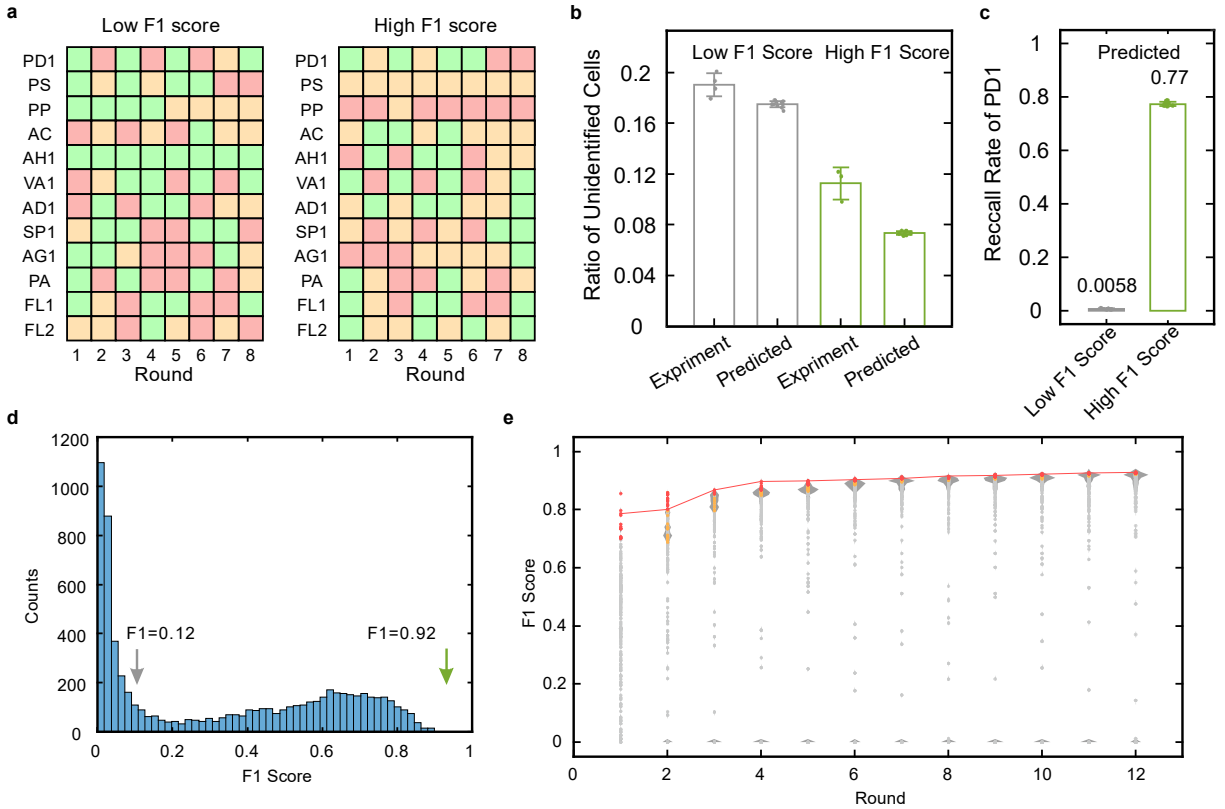 a
Low F1 score
High F1 score
PD1
PS
PP
AC
AH1
VA1
AD1
SP1
AG1
PA
FL1
FL2
1 2 3 4 5 6 7 8
Round
PD1
PS
PP
AC
AH1
VA1
AD1
SP1
AG1
PA
FL1
FL2
1 2 3 4 5 6 7 8
Round
b
Ratio of Unidentified Cells
0.2
0.16
0.12
0.08
0.04
0
Low F1 Score
High F1 Score
Expriment
Predicted
Expriment
Predicted
c
Reccall Rate of PD1
1
0.8
0.6
0.4
0.2
0
Predicted
0.77
0.0058
Low F1 Score
High F1 Score
d
Counts
1200
1000
800
600
400
200
0
F1=0.12
F1=0.92
0 0.2 0.4 0.6 0.8 1
F1 Score
e
F1 Score
1
0.8
0.6
0.4
0.2
0
0 2 4 6 8 10 12
Round